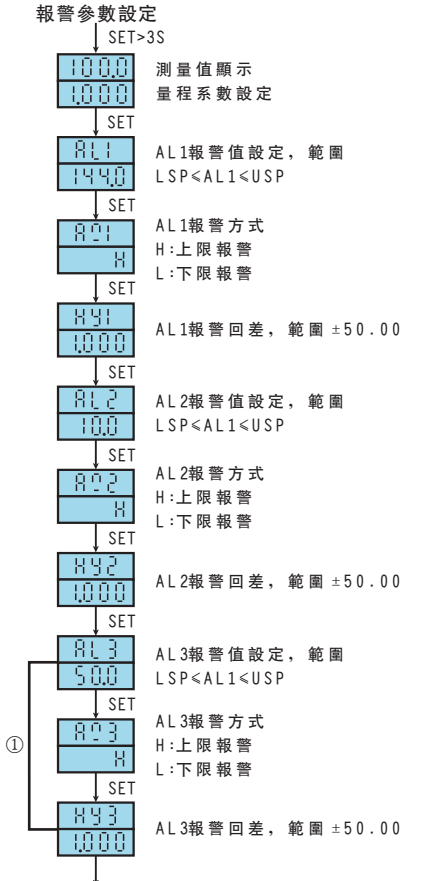 報警參數設定
SET>3S
100.0
1.000
測量值顯示
量程系數設定
SET
AL1
144.0
AL1報警值設定，範圍
LSP≤AL1≤USP
SET
H
AL1報警方式
H:上限報警
L:下限報警
SET
HY1
1.000
AL1報警回差，範圍±50.00
SET
AL2
10.0
AL2報警值設定，範圍
LSP≤AL1≤USP
SET
H
AL2報警方式
H:上限報警
L:下限報警
SET
HY2
1.000
AL2報警回差，範圍±50.00
SET
AL3
50.0
AL3報警值設定，範圍
LSP≤AL1≤USP
SET
H
AL3報警方式
H:上限報警
L:下限報警
①
SET
HY3
1.000
AL3報警回差，範圍±50.00